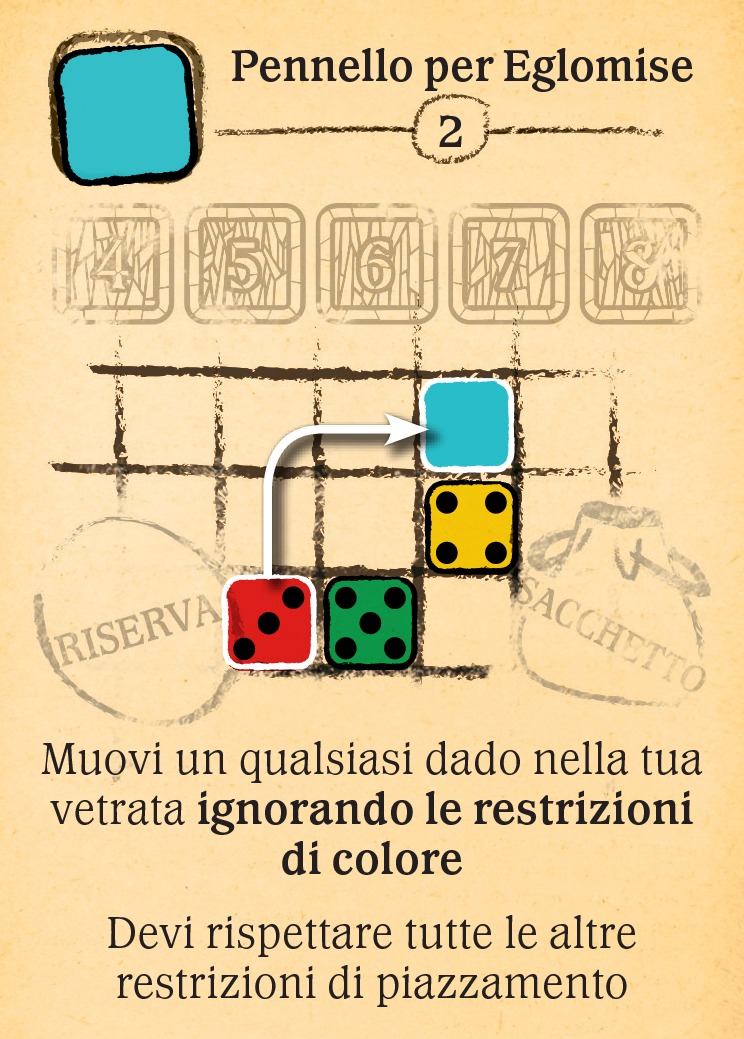 Pennello per Eglomise
2
4 5 6 7 8
RISERVA
SACCHETTO
Muovi un qualsiasi dado nella tua
vetrata ignorando le restrizioni
di colore
Devi rispettare tutte le altre
restrizioni di piazzamento